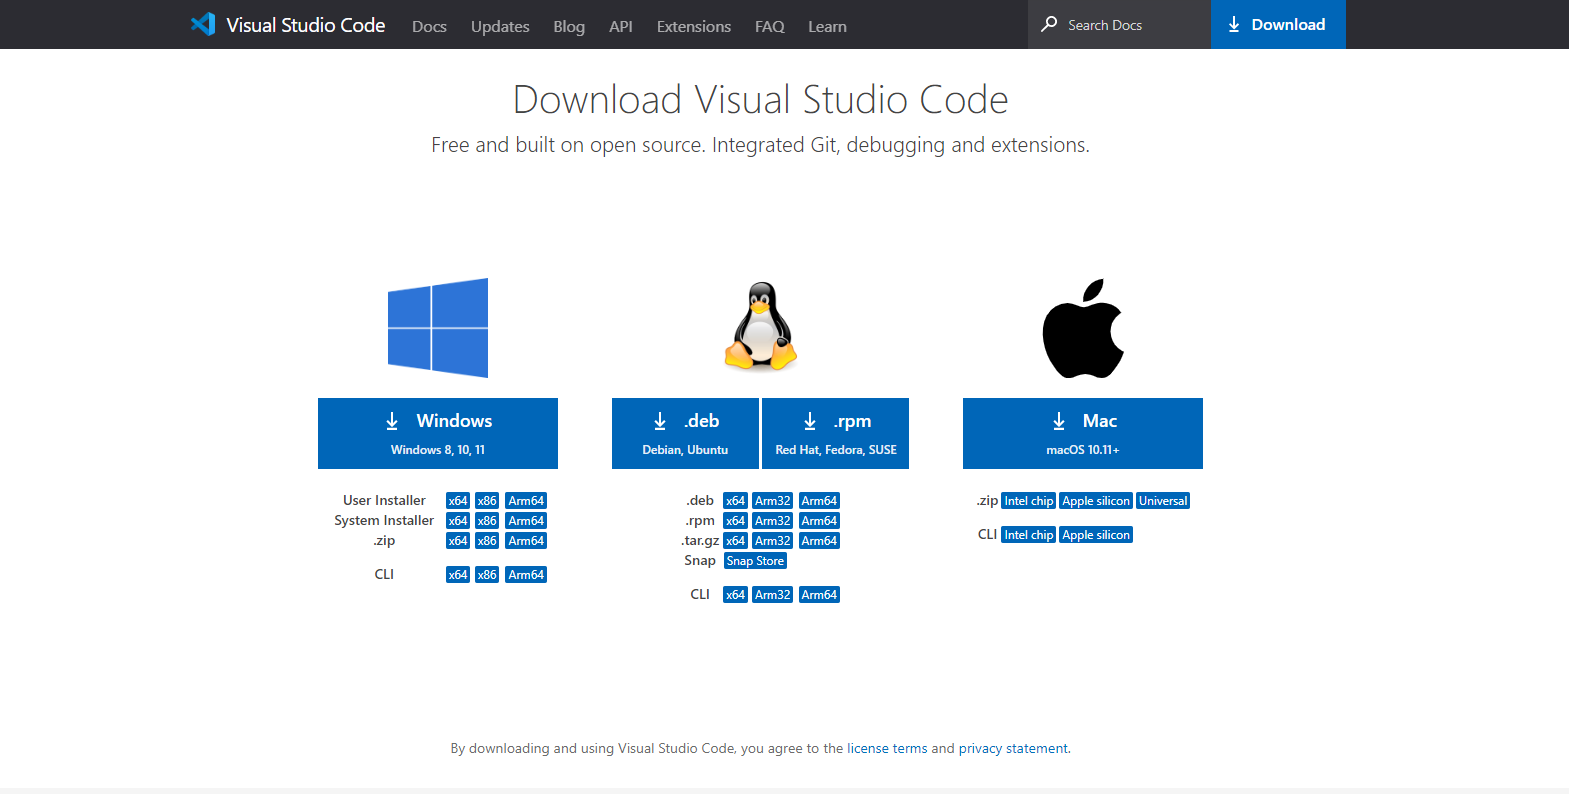 Visual Studio Code Docs Updates Blog API Extensions FAQ Learn Search Docs Download
Download Visual Studio Code
Free and built on open source. Integrated Git, debugging and extensions.
Windows
Windows 8, 10, 11
User Installer x64 x86 Arm64
System Installer x64 x86 Arm64
.zip x64 x86 Arm64
CLI x64 x86 Arm64
.deb
Debian, Ubuntu
.rpm
Red Hat, Fedora, SUSE
.deb x64 Arm32 Arm64
.rpm x64 Arm32 Arm64
.tar.gz x64 Arm32 Arm64
Snap Snap Store
CLI x64 Arm32 Arm64
Mac
macOS 10.11+
.zip Intel chip Apple silicon Universal
CLI Intel chip Apple silicon
By downloading and using Visual Studio Code, you agree to the license terms and privacy statement.